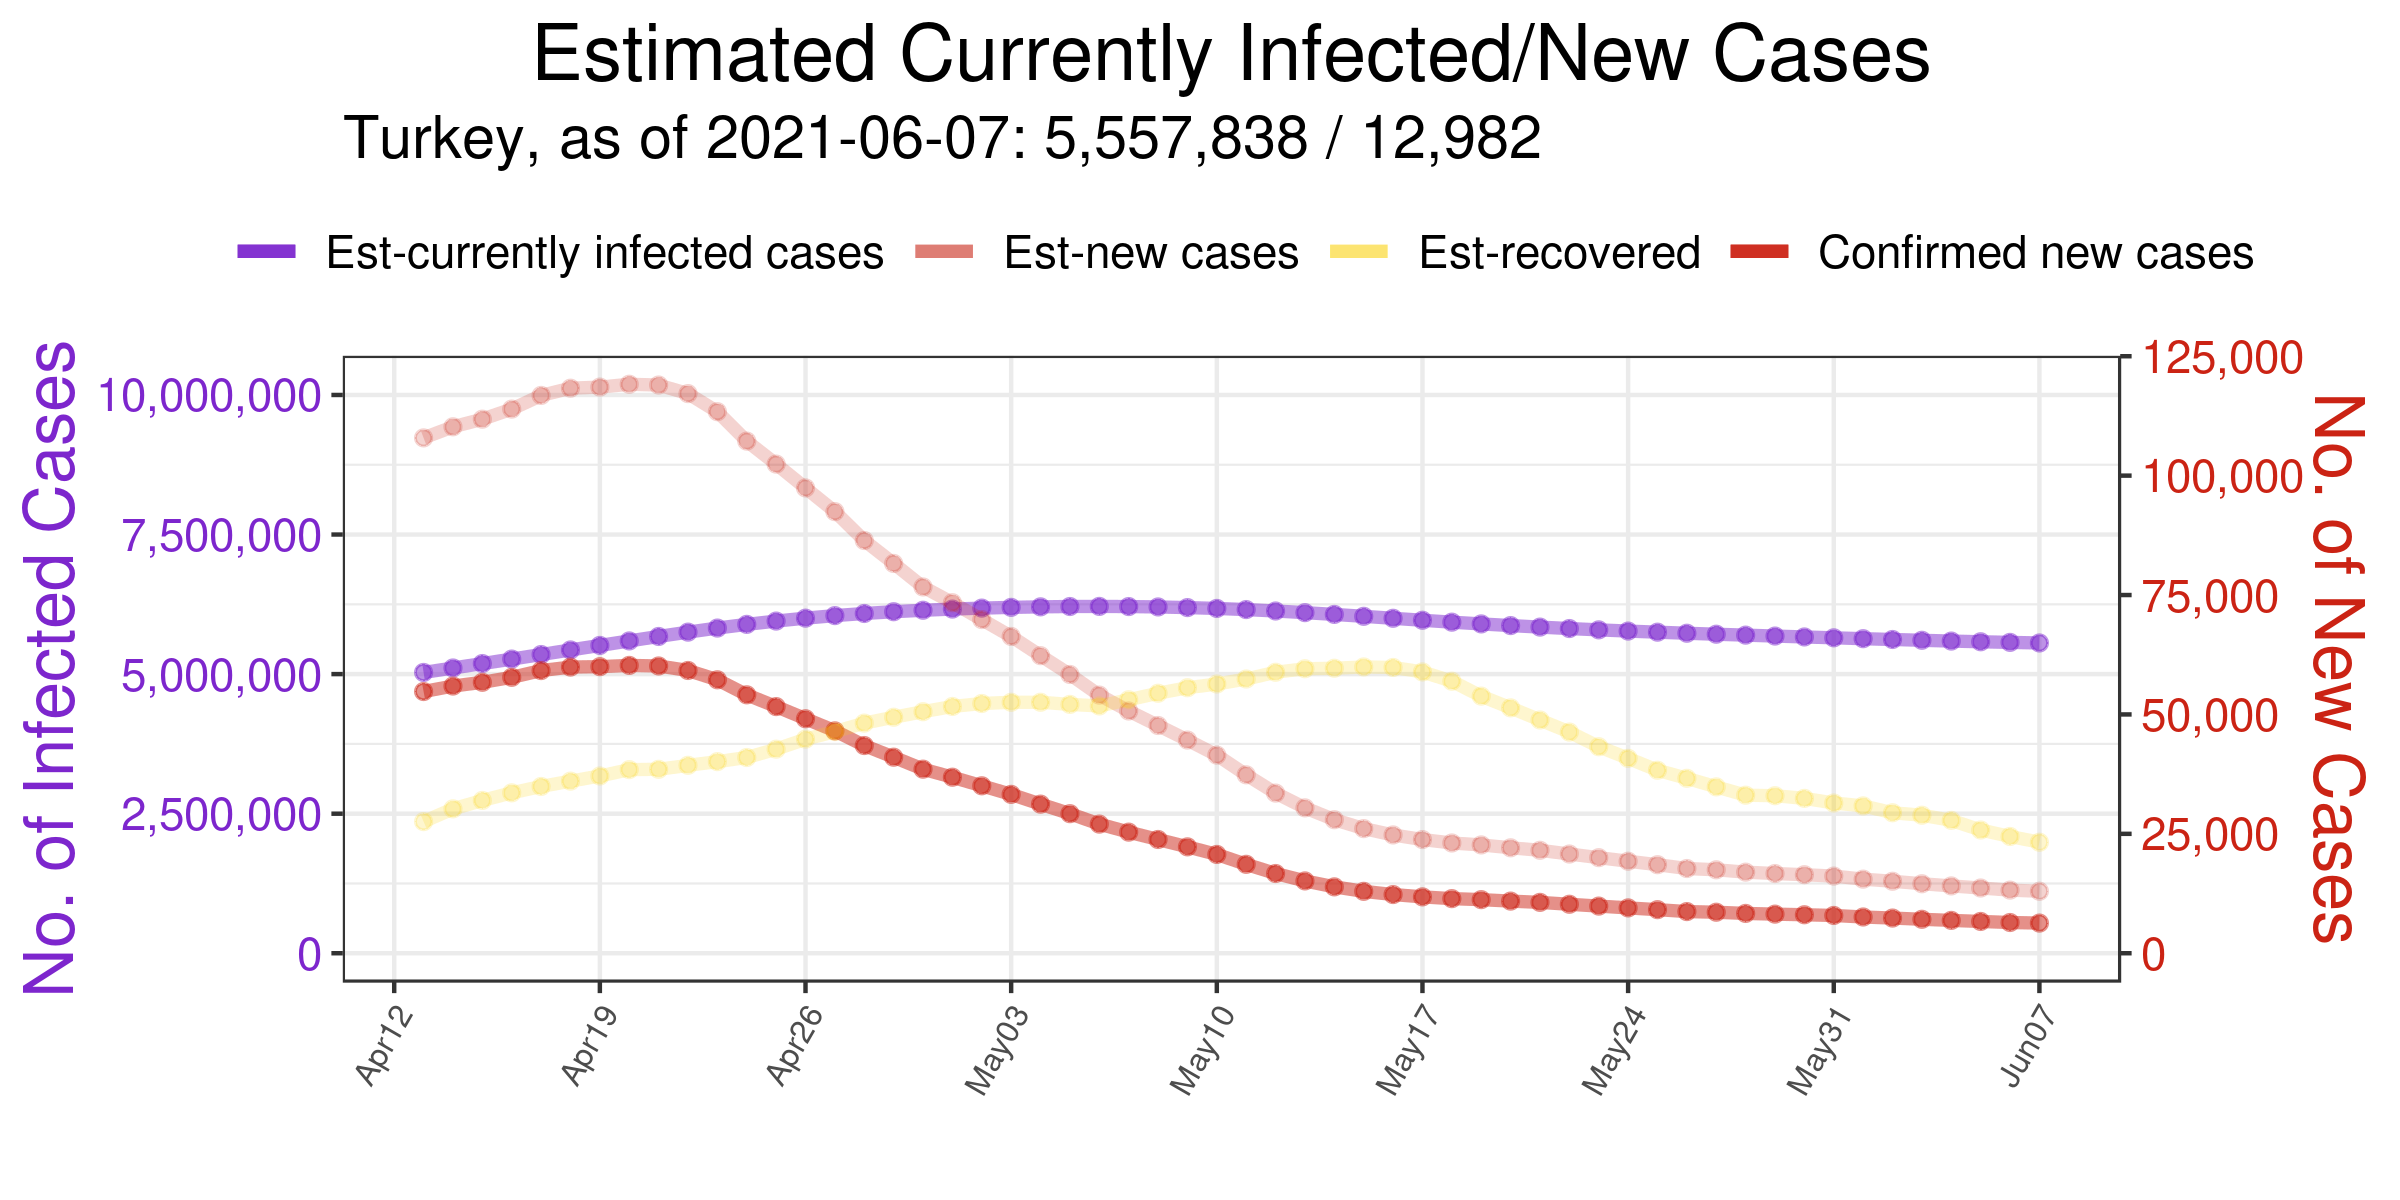 Estimated Currently Infected/New Cases
Turkey, as of 2021-06-07: 5,557,838 / 12,982
Est-currently infected cases Est-new cases Est-recovered Confirmed new cases
No. of Infected Cases
10,000,000
7,500,000
5,000,000
2,500,000
0
125,000
100,000
75,000
50,000
25,000
0
No. of New Cases
Apr12 Apr19 Apr26 May03 May10 May17 May24 May31 Jun07